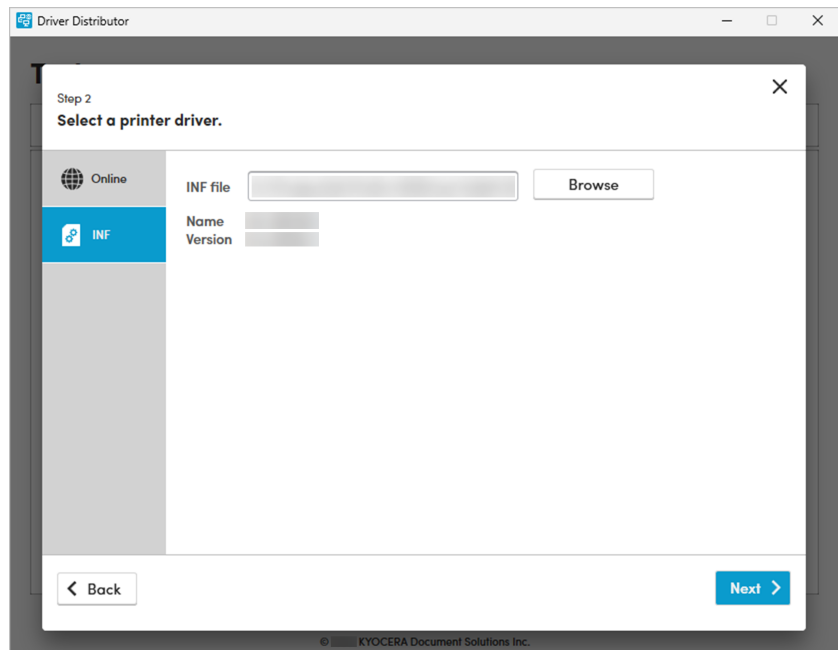 Driver Distributor
Step 2
Select a printer driver.
Online
INF
INF file
Browse
Name
Version
Back
Next
© KYOCERA Document Solutions Inc.